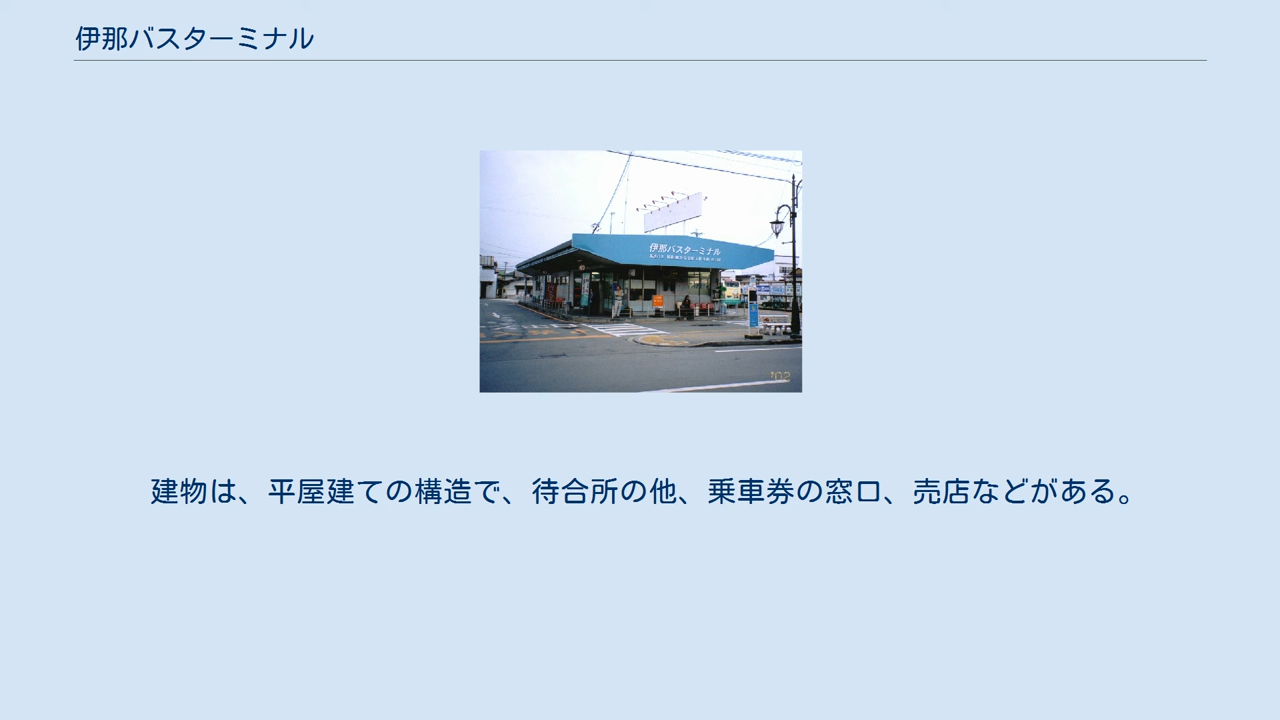 伊那バスターミナル
伊那バスターミナル
'02
建物は、平屋建ての構造で、待合所の他、乗車券の窓口、売店などがある。